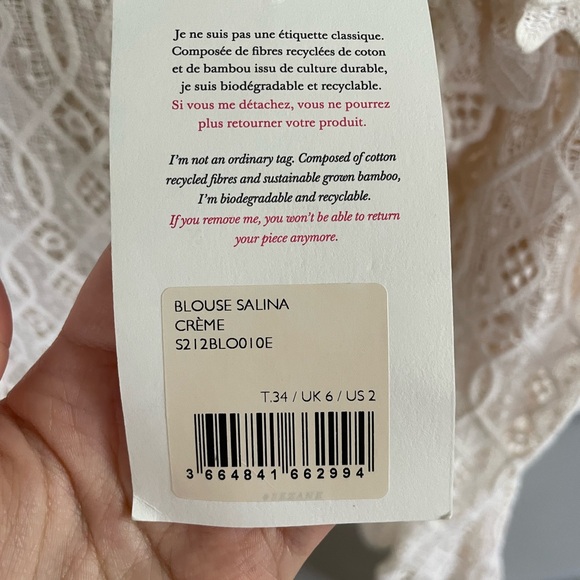 Je ne suis pas une étiquette classique.
Composée de fibres recyclées de coton
et de bambou issu de culture durable,
je suis biodégradable et recyclable.
Si vous me détachez, vous ne pourrez
plus retourner votre produit.
I'm not an ordinary tag. Composed of cotton
recycled fibres and sustainable grown bamboo,
I'm biodegradable and recyclable.
If you remove me, you won't be able to return
your piece anymore.
BLOUSE SALINA
CRÈME
S212BLO010E
T.34 / UK 6 / US 2
3 664841 662994